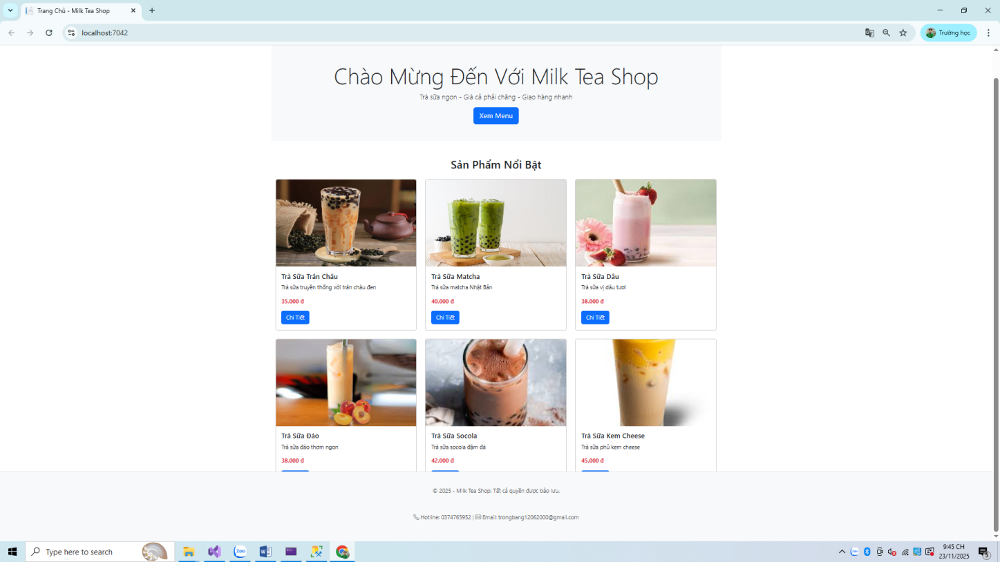 Trang Chủ - Milk Tea Shop
localhost:7042
Trường học
Chào Mừng Đến Với Milk Tea Shop
Trà sữa ngon - Giá cả phải chăng - Giao hàng nhanh
Xem Menu
Sản Phẩm Nổi Bật
Trà Sữa Trân Châu
Trà sữa truyền thống với trân châu đen
35.000 đ
Chi Tiết
Trà Sữa Matcha
Trà sữa matcha Nhật Bản
40.000 đ
Chi Tiết
Trà Sữa Dâu
Trà sữa vị dâu tươi
38.000 đ
Chi Tiết
Trà Sữa Đào
Trà sữa đào thơm ngon
38.000 đ
Trà Sữa Socola
Trà sữa socola đậm đà
42.000 đ
Trà Sữa Kem Cheese
Trà sữa phủ kem cheese
45.000 đ
© 2025 - Milk Tea Shop. Tất cả quyền được bảo lưu.
Hotline: 0374765952 | Email: trongbang12062000@gmail.com
Type here to search
Zalo
9:45 CH
23/11/2025
5